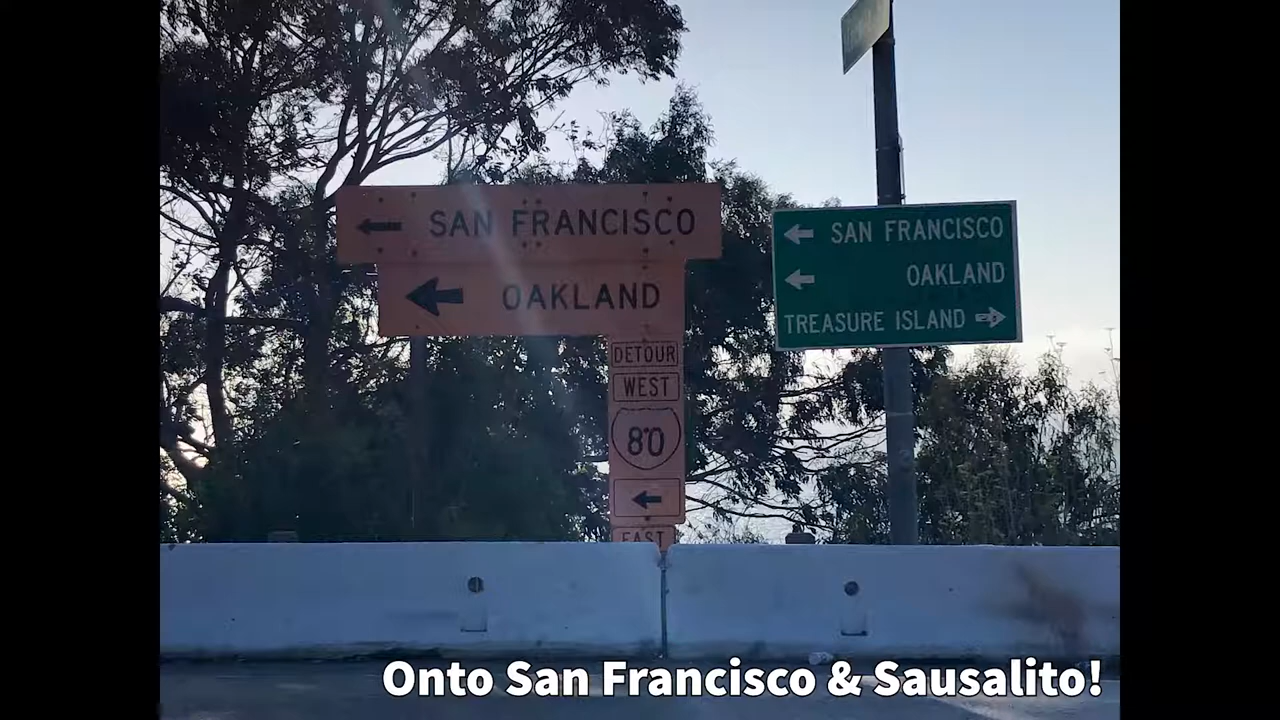 SAN FRANCISCO
OAKLAND
DETOUR
WEST
80
EAST
SAN FRANCISCO
OAKLAND
TREASURE ISLAND
Onto San Francisco & Sausalito!